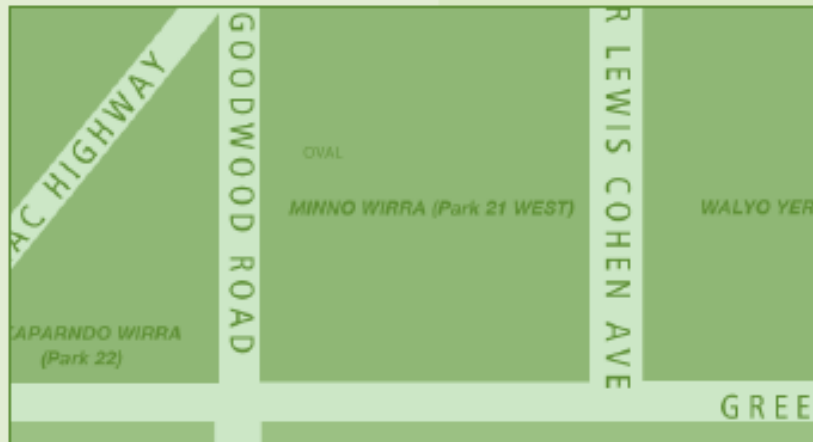 AC HIGHWAY
GOODWOOD ROAD
R LEWIS COHEN AVE
OVAL
MINNO WIRRA (Park 21 WEST)
WALYO YER
KAPARNDO WIRRA
(Park 22)
GREE